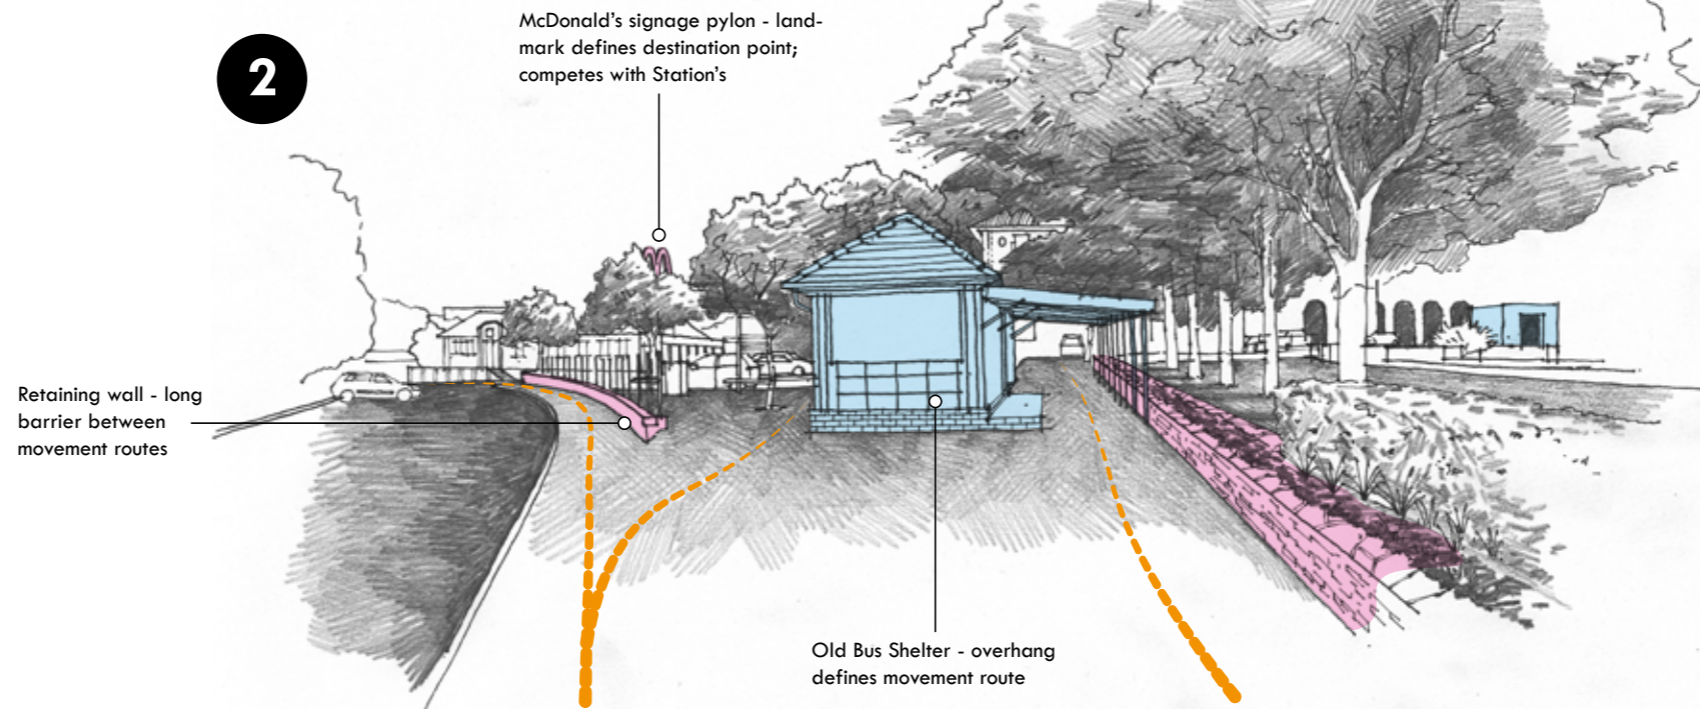 2
McDonald's signage pylon - land-
mark defines destination point;
competes with Station's
Retaining wall - long
barrier between
movement routes
Old Bus Shelter - overhang
defines movement route